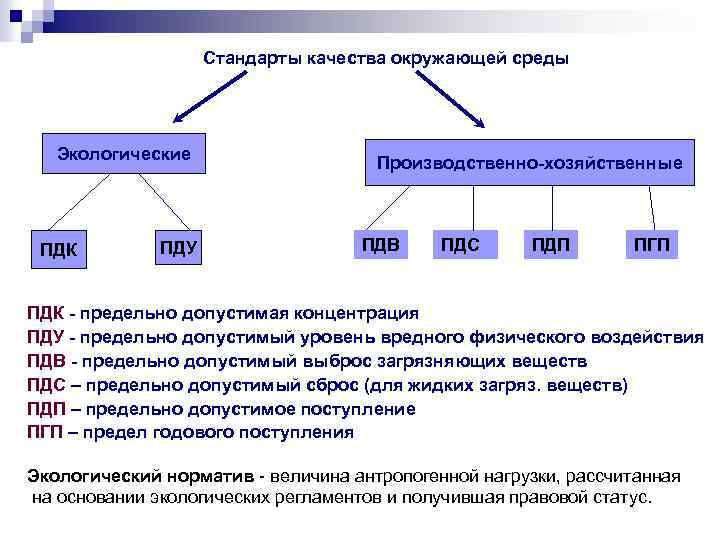 Стандарты качества окружающей среды
Экологические
Производственно-хозяйственные
ПДК
ПДУ
ПДВ
ПДС
ПДП
ПГП
ПДК - предельно допустимая концентрация
ПДУ - предельно допустимый уровень вредного физического воздействия
ПДВ - предельно допустимый выброс загрязняющих веществ
ПДС – предельно допустимый сброс (для жидких загряз. веществ)
ПДП – предельно допустимое поступление
ПГП – предел годового поступления
Экологический норматив - величина антропогенной нагрузки, рассчитанная
на основании экологических регламентов и получившая правовой статус.